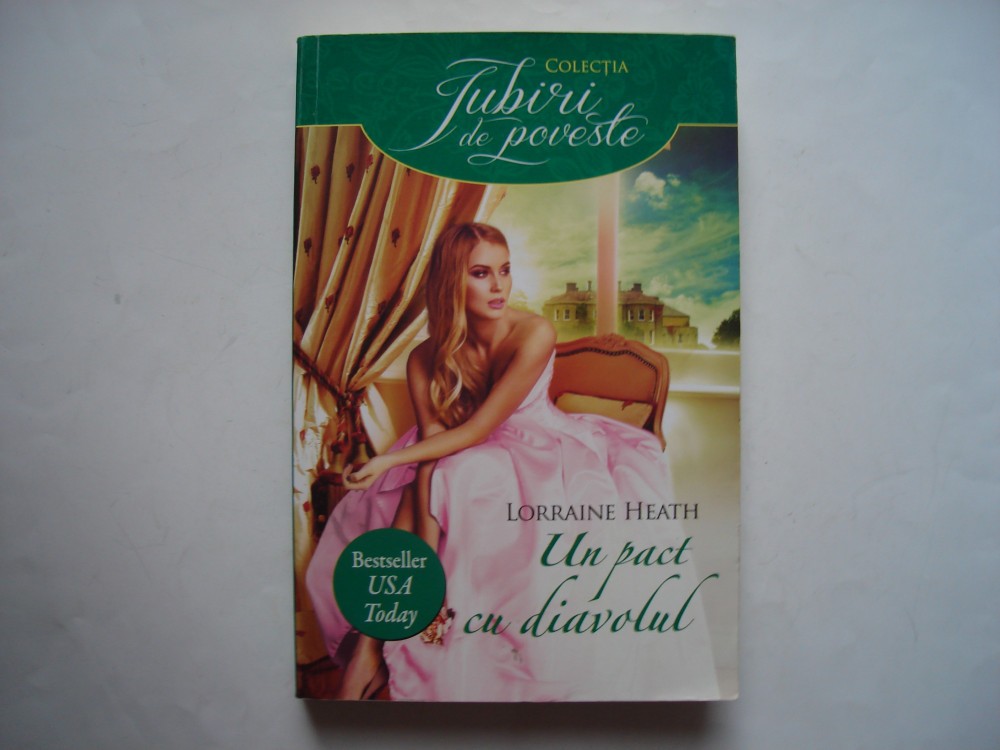 COLECȚIA
Iubiri
de poveste
LORRAINE HEATH
Un pact
cu diavolul
Bestseller
USA
Today